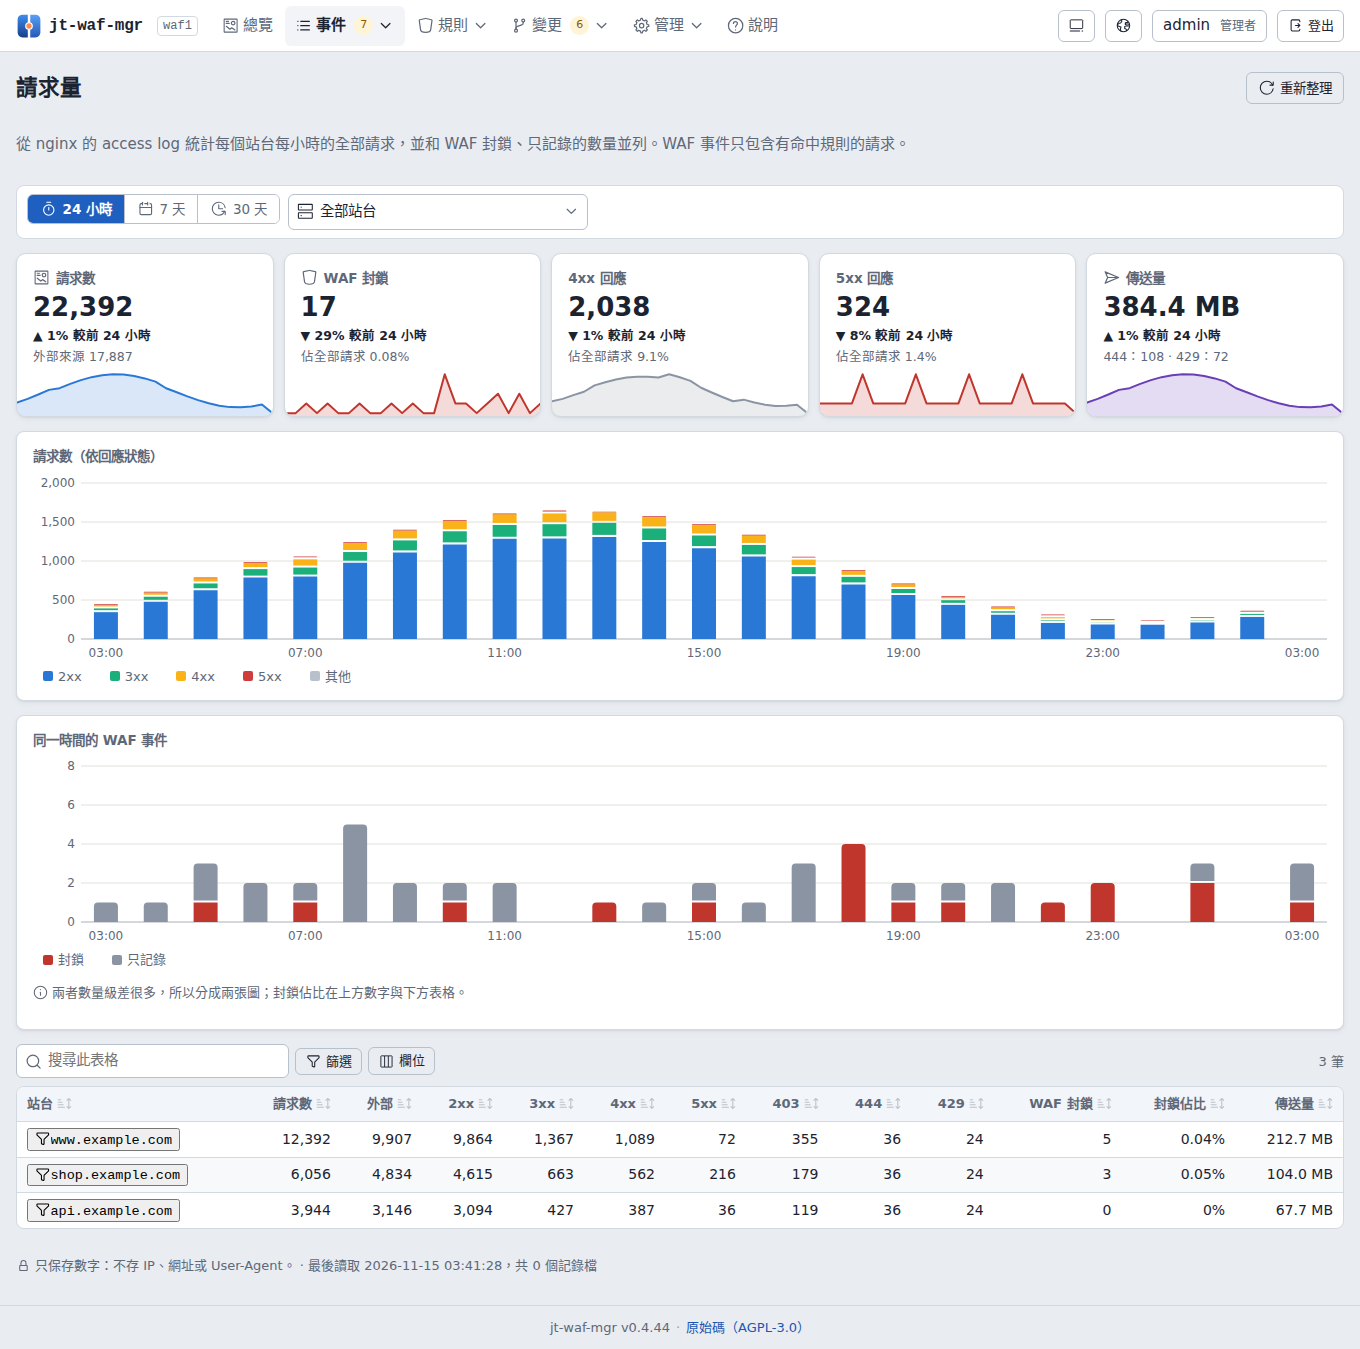 jt-waf-mgr waf1 總覽 事件 7 規則 變更 6 管理 說明 admin 管理者 登出
請求量 重新整理
從 nginx 的 access log 統計每個站台每小時的全部請求，並和 WAF 封鎖、只記錄的數量並列。WAF 事件只包含有命中規則的請求。
24 小時 7 天 30 天 全部站台
請求數 WAF 封鎖 4xx 回應 5xx 回應 傳送量
22,392 17 2,038 324 384.4 MB
▲ 1% 較前 24 小時 ▼ 29% 較前 24 小時 ▼ 1% 較前 24 小時 ▼ 8% 較前 24 小時 ▲ 1% 較前 24 小時
外部來源 17,887 佔全部請求 0.08% 佔全部請求 9.1% 佔全部請求 1.4% 444：108 · 429：72
請求數（依回應狀態）
2,000
1,500
1,000
500
0
03:00 07:00 11:00 15:00 19:00 23:00 03:00
2xx 3xx 4xx 5xx 其他
同一時間的 WAF 事件
8
6
4
2
0
03:00 07:00 11:00 15:00 19:00 23:00 03:00
封鎖 只記錄
兩者數量級差很多，所以分成兩張圖；封鎖佔比在上方數字與下方表格。
搜尋此表格 篩選 欄位 3 筆
站台 請求數 外部 2xx 3xx 4xx 5xx 403 444 429 WAF 封鎖 封鎖佔比 傳送量
www.example.com 12,392 9,907 9,864 1,367 1,089 72 355 36 24 5 0.04% 212.7 MB
shop.example.com 6,056 4,834 4,615 663 562 216 179 36 24 3 0.05% 104.0 MB
api.example.com 3,944 3,146 3,094 427 387 36 119 36 24 0 0% 67.7 MB
只保存數字：不存 IP、網址或 User-Agent。 · 最後讀取 2026-11-15 03:41:28，共 0 個記錄檔
jt-waf-mgr v0.4.44 · 原始碼（AGPL-3.0）